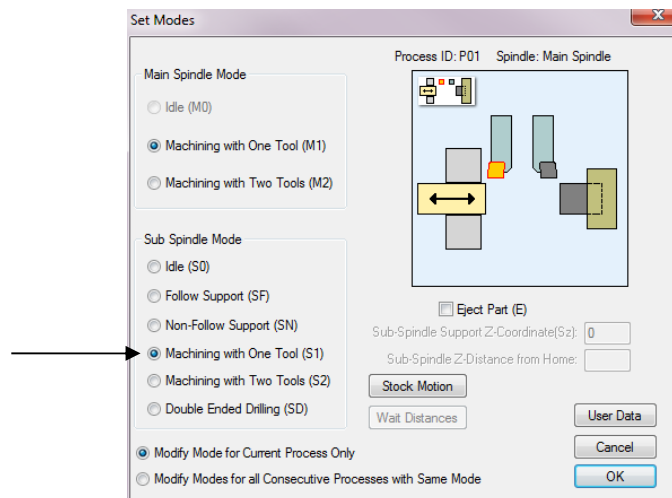 Set Modes
Process ID: P01 Spindle: Main Spindle
Main Spindle Mode
Idle (M0)
Machining with One Tool (M1)
Machining with Two Tools (M2)
Sub Spindle Mode
Idle (S0)
Follow Support (SF)
Non-Follow Support (SN)
Machining with One Tool (S1)
Machining with Two Tools (S2)
Double Ended Drilling (SD)
Eject Part (E)
Sub-Spindle Support Z-Coordinate(Sz): 0
Sub-Spindle Z-Distance from Home:
Stock Motion
Wait Distances
User Data
Modify Mode for Current Process Only
Cancel
Modify Modes for all Consecutive Processes with Same Mode
OK